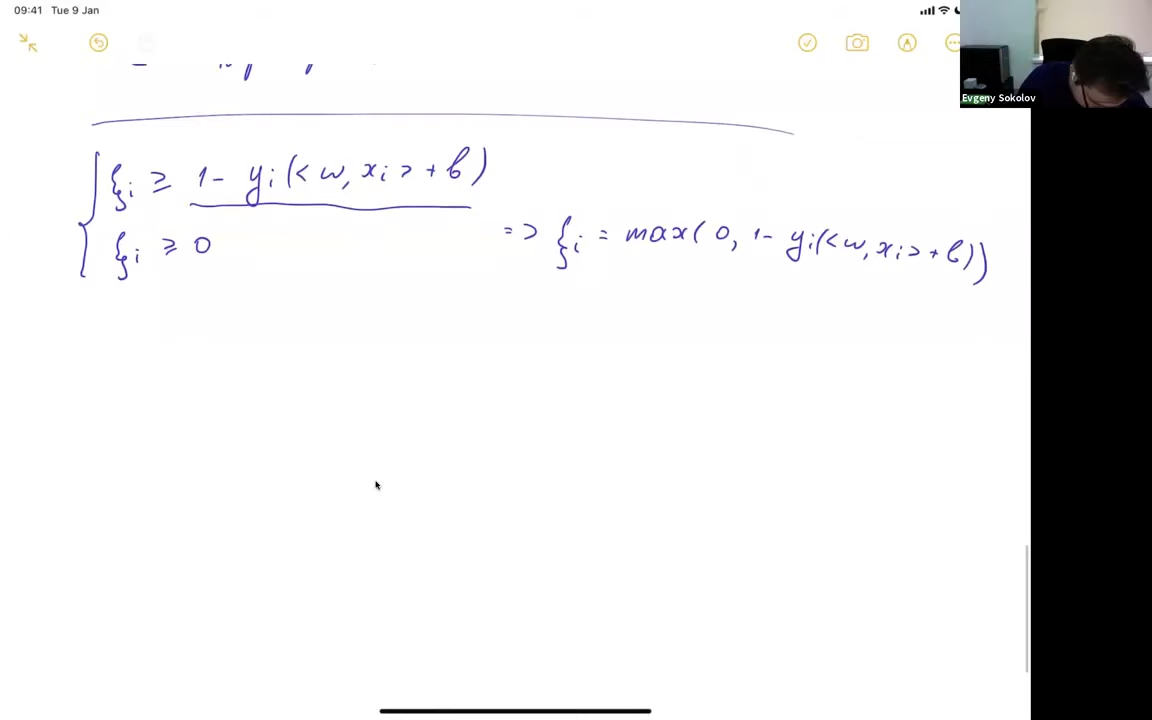 09:41 Tue 9 Jan
Evgeny Sokolov
ξi ≥ 1 - yi(<w, xi> + b)
ξi ≥ 0
=> ξi = max(0, 1 - yi(<w, xi> + b))